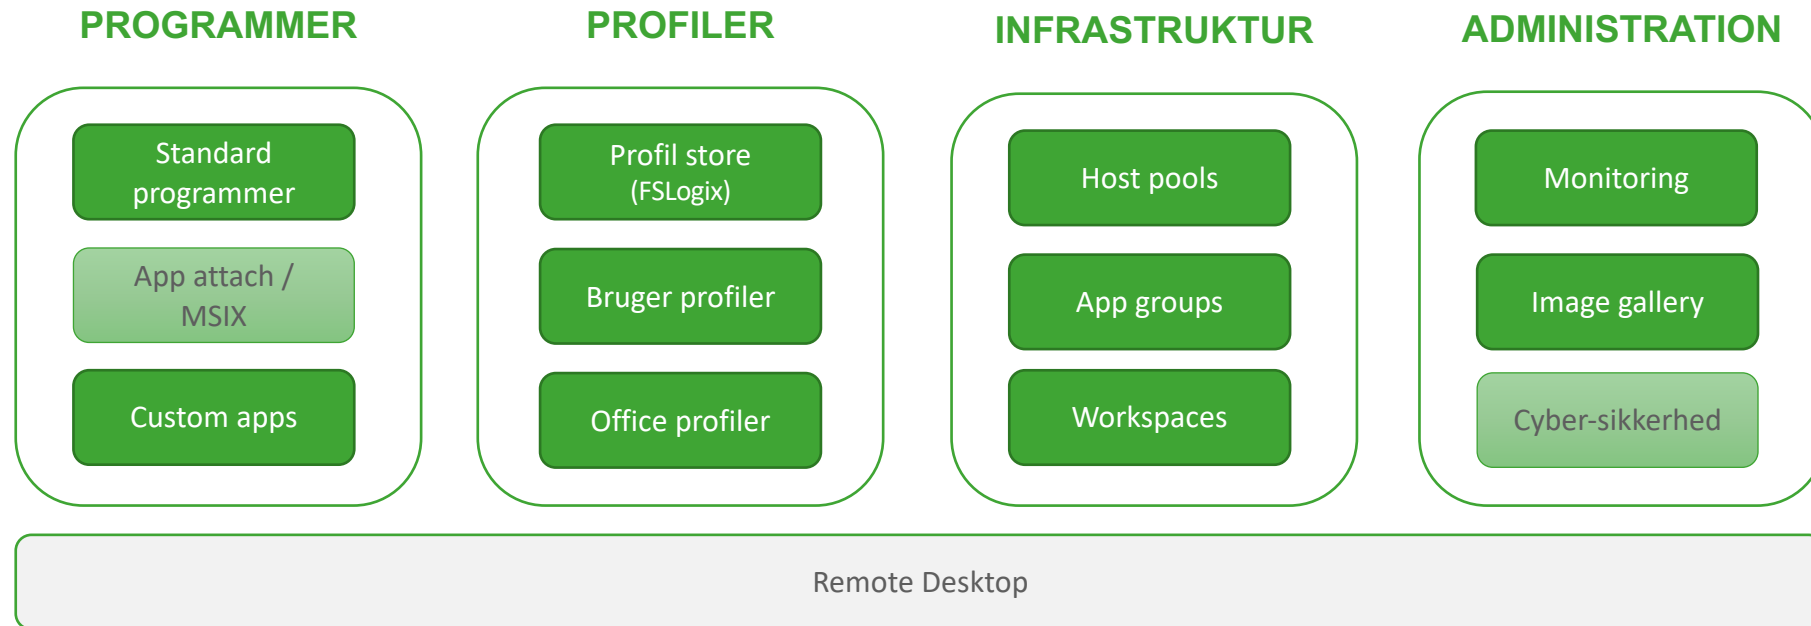 PROGRAMMER
PROFILER
INFRASTRUKTUR
ADMINISTRATION
Standard
programmer
App attach /
MSIX
Custom apps
Profil store
(FSLogix)
Bruger profiler
Office profiler
Host pools
App groups
Workspaces
Monitoring
Image gallery
Cyber-sikkerhed
Remote Desktop